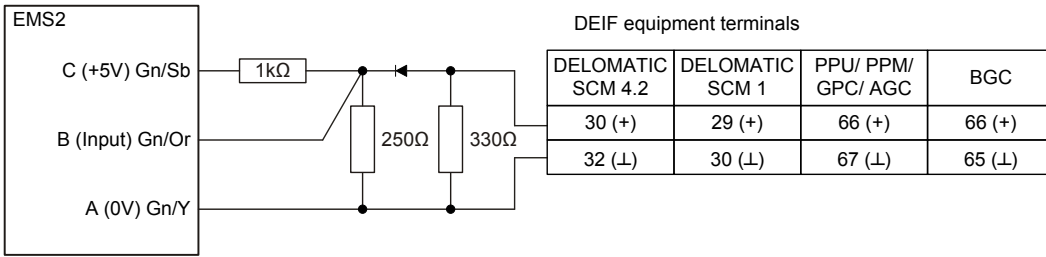 EMS2
C (+5V) Gn/Sb
1kΩ
B (Input) Gn/Or
250Ω
330Ω
A (0V) Gn/Y
DEIF equipment terminals
DELOMATIC SCM 4.2
DELOMATIC SCM 1
PPU/ PPM/ GPC/ AGC
BGC
30 (+)
29 (+)
66 (+)
66 (+)
32 (⊥)
30 (⊥)
67 (⊥)
65 (⊥)